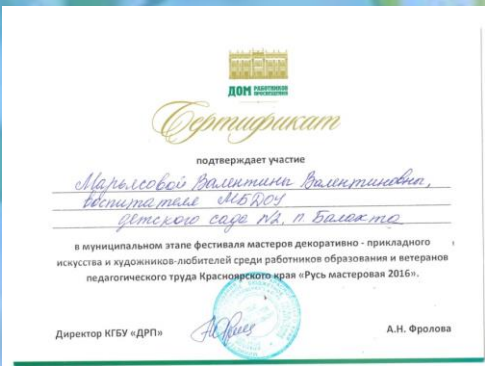 ДОМ РАБОТНИКОВ ПРОСВЕЩЕНИЯ
Сертификат
подтверждает участие
Марьясовой Валентины Валентиновны,
воспитателя МБДОУ
детского сада №2, п. Балахта
в муниципальном этапе фестиваля мастеров декоративно - прикладного
искусства и художников-любителей среди работников образования и ветеранов
педагогического труда Красноярского края «Русь мастеровая 2016».
Директор КГБУ «ДРП»
А.Н. Фролова